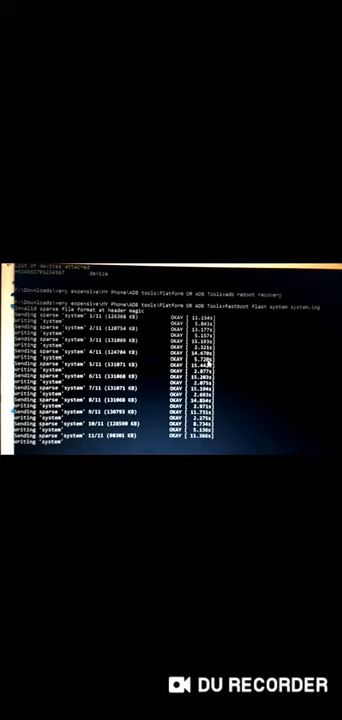 List of devices attached
device
F:\Downloads\very expensive\MY Phone\ADB tools\Platform OR ADB Tools>adb reboot recovery
F:\Downloads\very expensive\MY Phone\ADB tools\Platform OR ADB Tools>fastboot flash system system.img
Invalid sparse file format at header magic
Sending sparse 'system' 1/11 (126368 KB) OKAY [ 11.154s]
Writing 'system' OKAY [ 5.843s]
Sending sparse 'system' 2/11 (120754 KB) OKAY [ 13.177s]
Writing 'system' OKAY [ 5.157s]
Sending sparse 'system' 3/11 (131069 KB) OKAY [ 15.193s]
Writing 'system' OKAY [ 2.321s]
Sending sparse 'system' 4/11 (124704 KB) OKAY [ 14.670s]
Writing 'system' OKAY [ 5.720s]
Sending sparse 'system' 5/11 (131071 KB) OKAY [
Writing 'system' OKAY [ 2.077s]
Sending sparse 'system' 6/11 (131068 KB) OKAY [ 15.203s]
Writing 'system' OKAY [ 2.075s]
Sending sparse 'system' 7/11 (131071 KB) OKAY [ 15.194s]
Writing 'system' OKAY [ 2.603s]
Sending sparse 'system' 8/11 (131068 KB) OKAY [ 14.854s]
Writing 'system' OKAY [ 2.971s]
Sending sparse 'system' 9/11 (130793 KB) OKAY [ 11.731s]
Writing 'system' OKAY [ 2.275s]
Sending sparse 'system' 10/11 (128590 KB) OKAY [ 8.734s]
Writing 'system' OKAY [ 5.136s]
Sending sparse 'system' 11/11 (98301 KB) OKAY [ 11.366s]
Writing 'system'
DU RECORDER